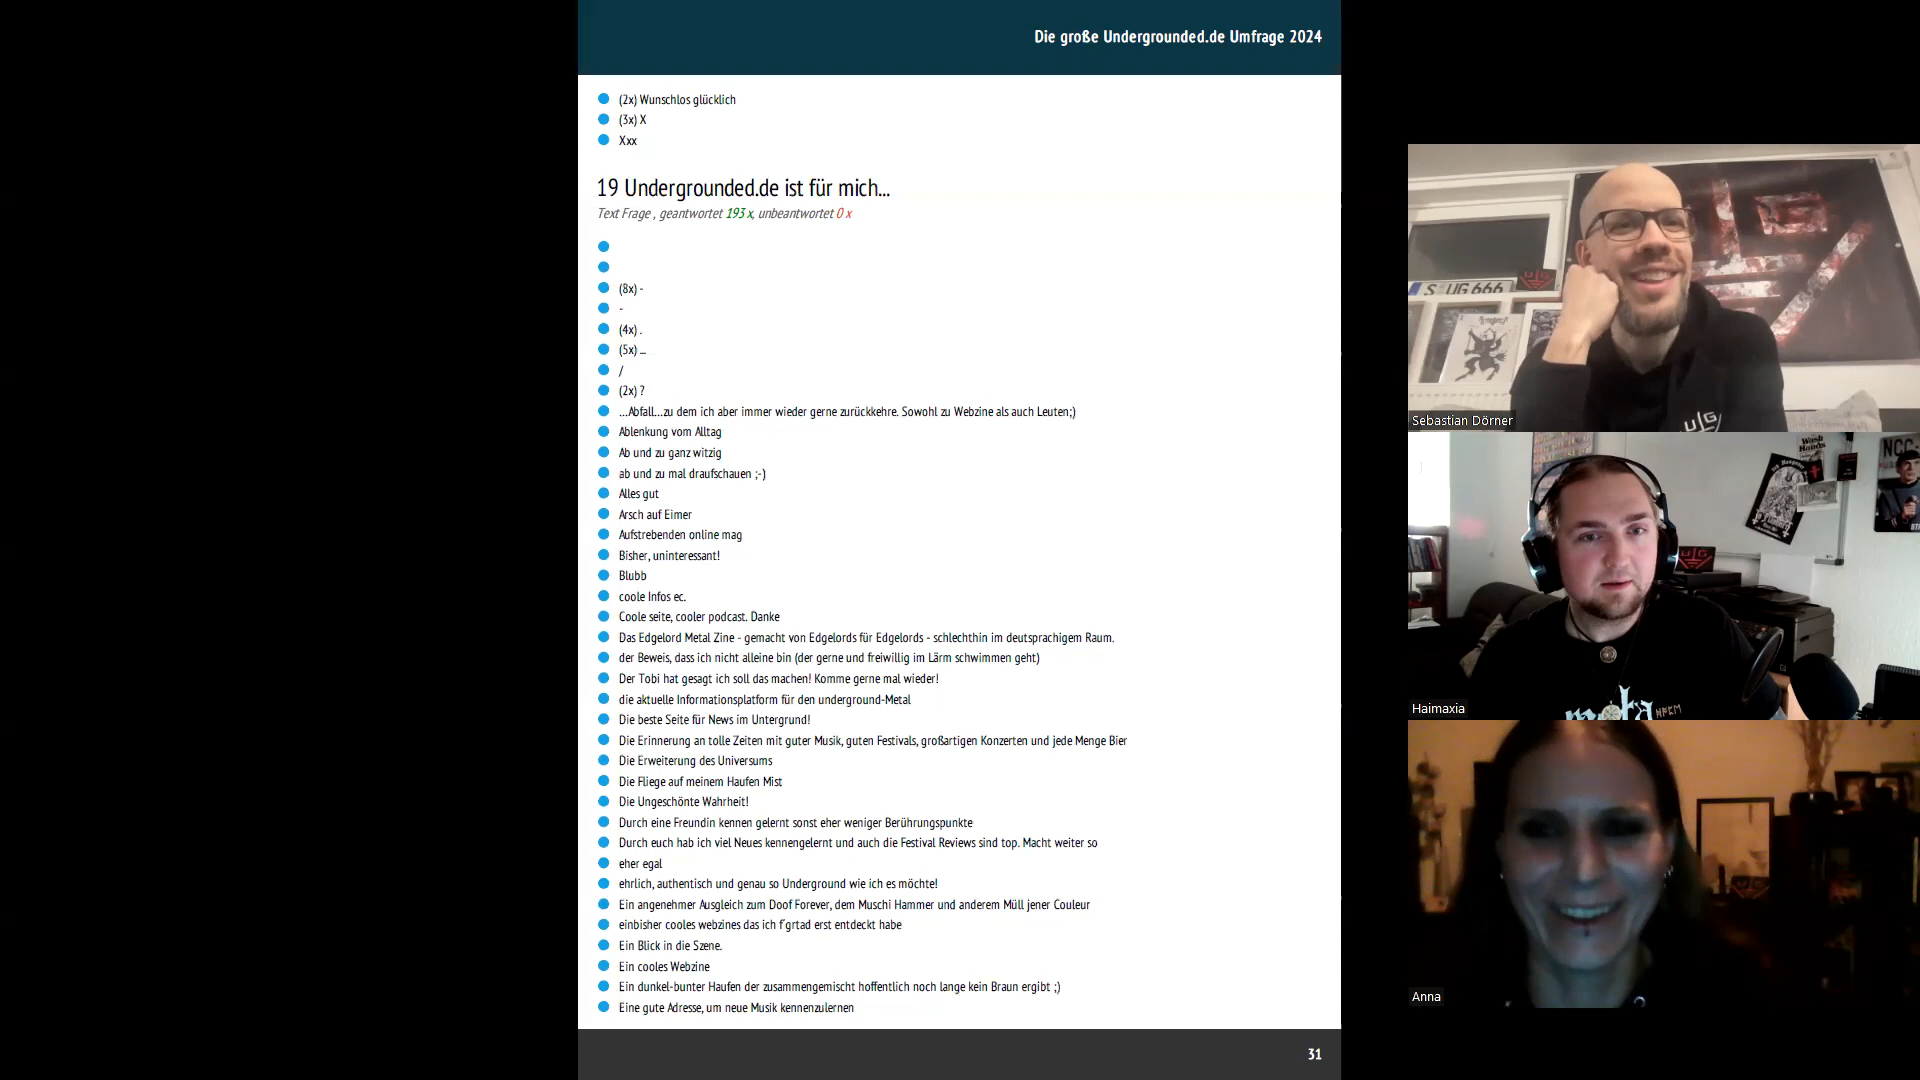 Die große Undergrounded.de Umfrage 2024
(2x) Wunschlos glücklich
(3x) X
Xxx
19 Undergrounded.de ist für mich...
Text Frage , geantwortet 193 x, unbeantwortet 0 x
(8x) -
-
(4x) .
(5x) ...
/
(2x) ?
...Abfall...zu dem ich aber immer wieder gerne zurückkehre. Sowohl zu Webzine als auch Leuten;)
Ablenkung vom Alltag
Ab und zu ganz witzig
ab und zu mal draufschauen ;-)
Alles gut
Arsch auf Eimer
Aufstrebenden online mag
Bisher, uninteressant!
Blubb
coole Infos ec.
Coole seite, cooler podcast. Danke
Das Edgelord Metal Zine - gemacht von Edgelords für Edgelords - schlechthin im deutsprachigem Raum.
der Beweis, dass ich nicht alleine bin (der gerne und freiwillig im Lärm schwimmen geht)
Der Tobi hat gesagt ich soll das machen! Komme gerne mal wieder!
die aktuelle Informationsplatform für den underground-Metal
Die beste Seite für News im Untergrund!
Die Erinnerung an tolle Zeiten mit guter Musik, guten Festivals, großartigen Konzerten und jede Menge Bier
Die Erweiterung des Universums
Die Fliege auf meinem Haufen Mist
Die Ungeschönte Wahrheit!
Durch eine Freundin kennen gelernt sonst eher weniger Berührungspunkte
Durch euch hab ich viel Neues kennengelernt und auch die Festival Reviews sind top. Macht weiter so
eher egal
ehrlich, authentisch und genau so Underground wie ich es möchte!
Ein angenehmer Ausgleich zum Doof Forever, dem Muschi Hammer und anderem Müll jener Couleur
einbisher cooles webzines das ich f´grtad erst entdeckt habe
Ein Blick in die Szene.
Ein cooles Webzine
Ein dunkel-bunter Haufen der zusammengemischt hoffentlich noch lange kein Braun ergibt ;)
Eine gute Adresse, um neue Musik kennenzulernen
31
S UG 666
UG
Sebastian Dörner
Wash
Hands
NCC-
UG
Haimaxia
Anna